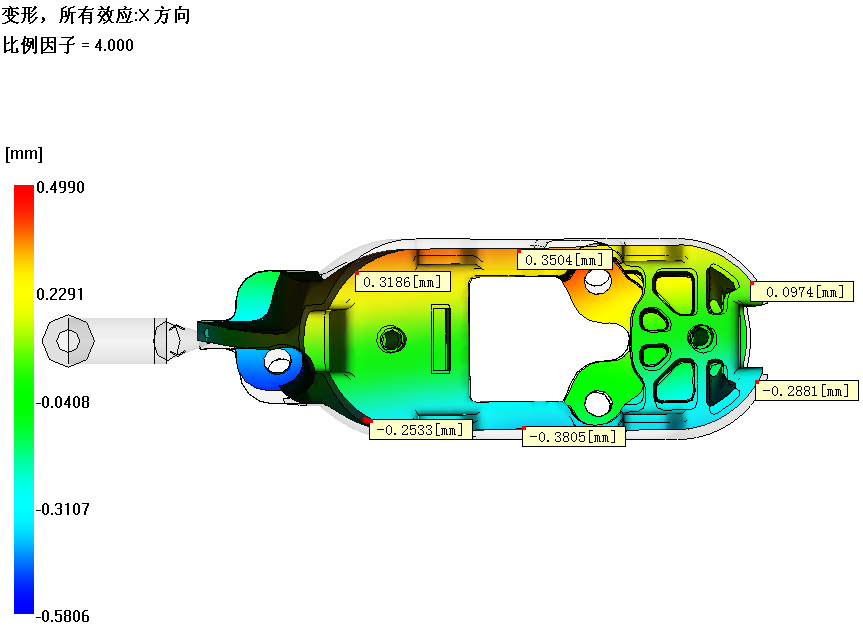 变形，所有效应:X 方向
比例因子 = 4.000
[mm]
0.4990
0.2291
-0.0408
-0.3107
-0.5806
0.3504[mm]
0.3186[mm]
0.0974[mm]
-0.2881[mm]
-0.2533[mm]
-0.3805[mm]